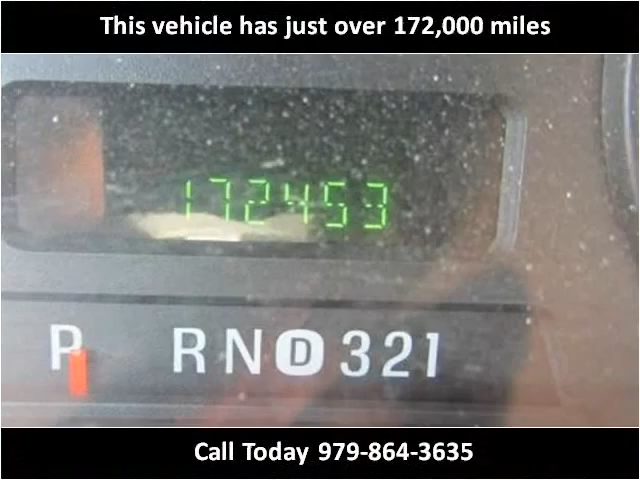 This vehicle has just over 172,000 miles
172453
P RND321
Call Today 979-864-3635